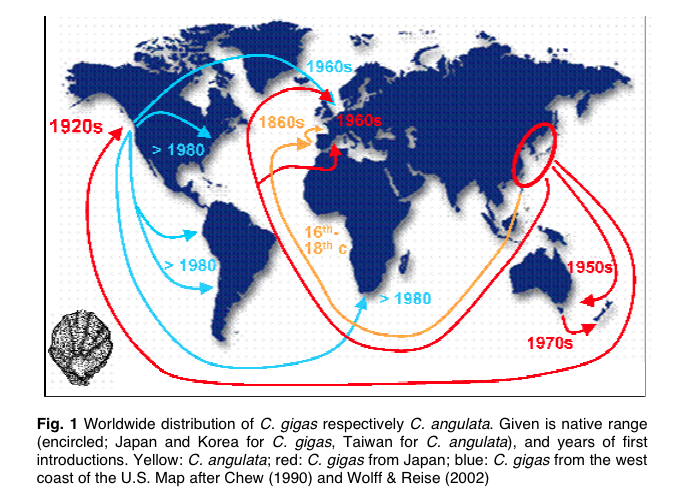 1960s
1920s
1860s
1960s
> 1980
16th-
18th c
> 1980
1950s
> 1980
1970s
Fig. 1 Worldwide distribution of C. gigas respectively C. angulata. Given is native range
(encircled; Japan and Korea for C. gigas, Taiwan for C. angulata), and years of first
introductions. Yellow: C. angulata; red: C. gigas from Japan; blue: C. gigas from the west
coast of the U.S. Map after Chew (1990) and Wolff & Reise (2002)